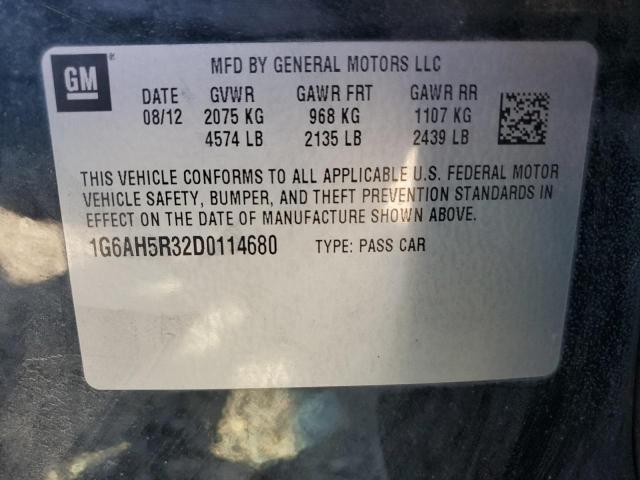 GM
MFD BY GENERAL MOTORS LLC
DATE GVWR GAWR FRT GAWR RR
08/12 2075 KG 968 KG 1107 KG
4574 LB 2135 LB 2439 LB
THIS VEHICLE CONFORMS TO ALL APPLICABLE U.S. FEDERAL MOTOR
VEHICLE SAFETY, BUMPER, AND THEFT PREVENTION STANDARDS IN
EFFECT ON THE DATE OF MANUFACTURE SHOWN ABOVE.
1G6AH5R32D0114680 TYPE: PASS CAR